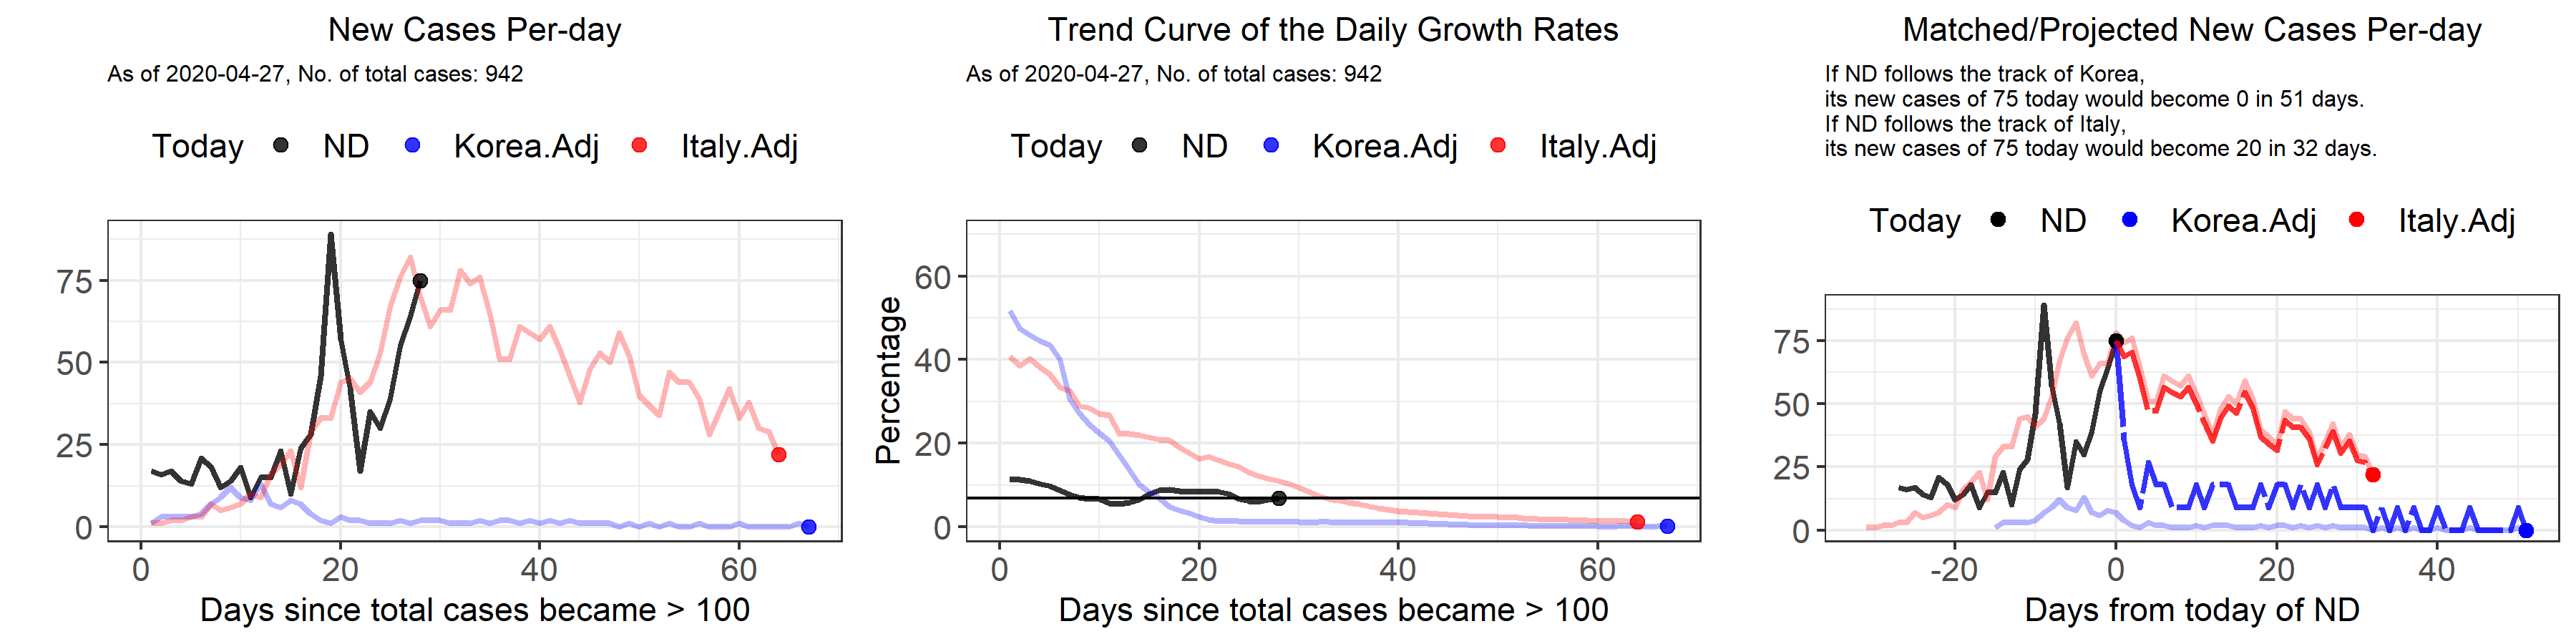 New Cases Per-day
As of 2020-04-27, No. of total cases: 942
Today ND Korea.Adj Italy.Adj
75
50
25
0
0 20 40 60
Days since total cases became > 100
Trend Curve of the Daily Growth Rates
As of 2020-04-27, No. of total cases: 942
Today ND Korea.Adj Italy.Adj
Percentage
60
40
20
0
0 20 40 60
Days since total cases became > 100
Matched/Projected New Cases Per-day
If ND follows the track of Korea,
its new cases of 75 today would become 0 in 51 days.
If ND follows the track of Italy,
its new cases of 75 today would become 20 in 32 days.
Today ND Korea.Adj Italy.Adj
75
50
25
0
-20 0 20 40
Days from today of ND